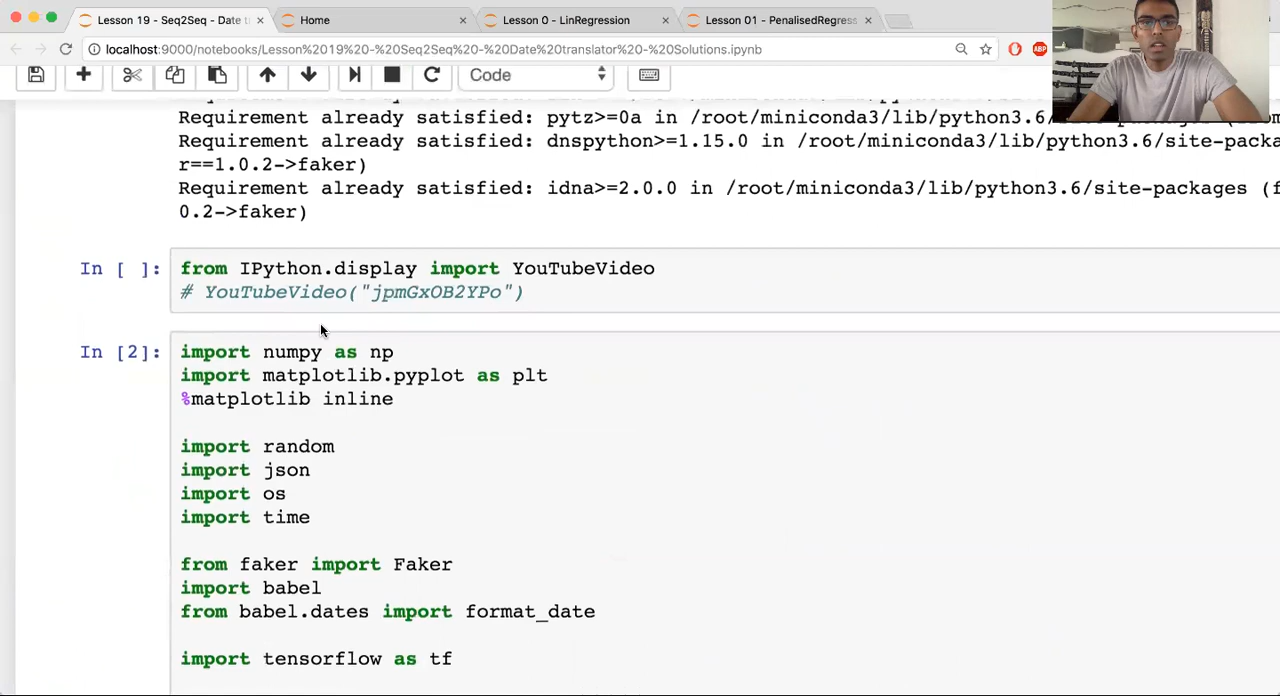 Lesson 19 - Seq2Seq - Date t
Home
Lesson 0 - LinRegression
Lesson 01 - PenalisedRegress
localhost:9000/notebooks/Lesson%2019%20-%20Seq2Seq%20-%20Date%20translator%20-%20Solutions.ipynb
ABP
Code
Requirement already satisfied: pytz>=0a in /root/miniconda3/lib/python3.6/
Requirement already satisfied: dnspython>=1.15.0 in /root/miniconda3/lib/python3.6/site-packa
r==1.0.2->faker)
Requirement already satisfied: idna>=2.0.0 in /root/miniconda3/lib/python3.6/site-packages (f
0.2->faker)
In [ ]:
from IPython.display import YouTubeVideo
# YouTubeVideo("jpmGxOB2YPo")
In [2]:
import numpy as np
import matplotlib.pyplot as plt
%matplotlib inline
import random
import json
import os
import time
from faker import Faker
import babel
from babel.dates import format_date
import tensorflow as tf